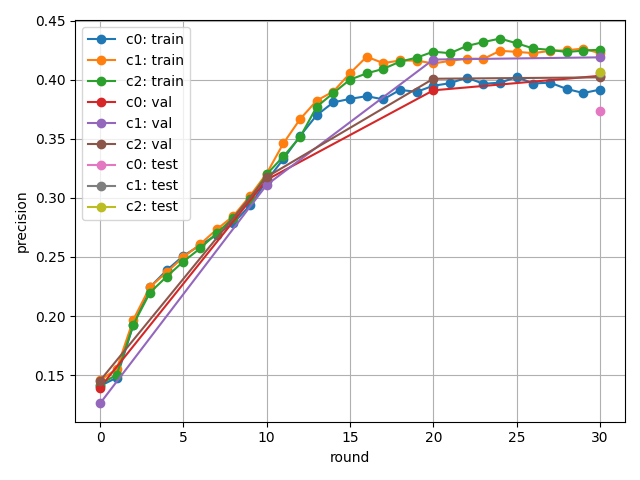 0.45
0.40
0.35
0.30
0.25
0.20
0.15
precision
c0: train
c1: train
c2: train
c0: val
c1: val
c2: val
c0: test
c1: test
c2: test
0 5 10 15 20 25 30
round